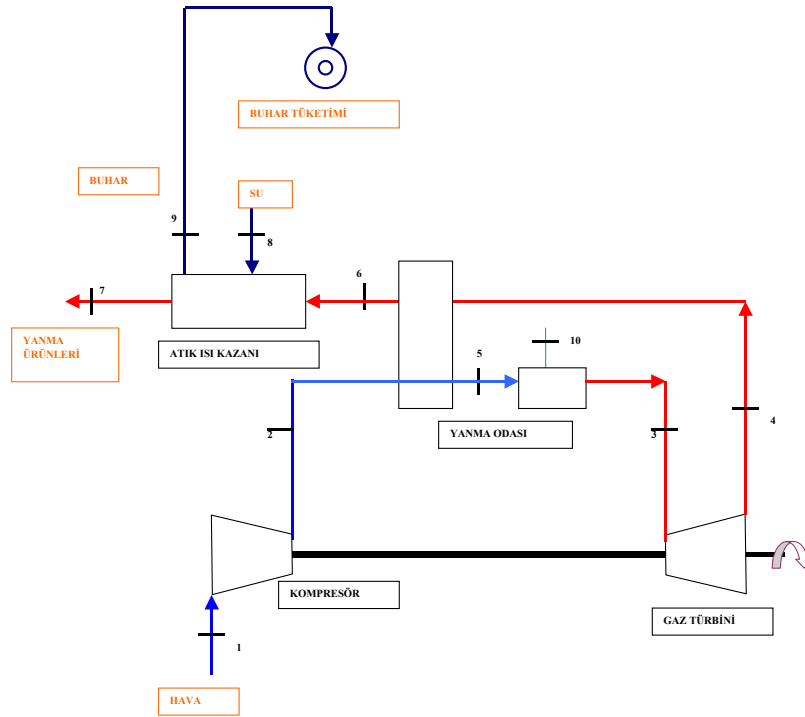 BUHAR TÜKETİMİ
BUHAR
SU
9
8
7
6
YANMA
ÜRÜNLERİ
ATIK ISI KAZANI
5
10
2
YANMA ODASI
3
4
KOMPRESÖR
GAZ TÜRBİNİ
1
HAVA